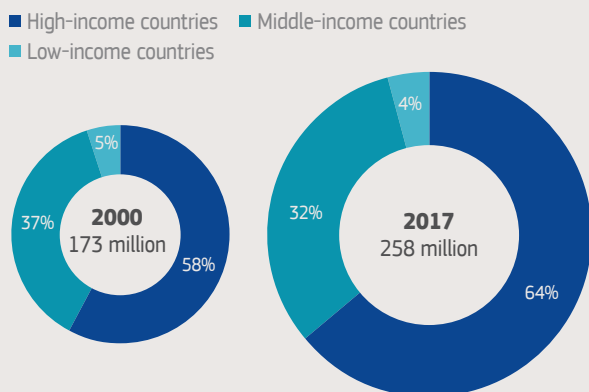 High-income countries Middle-income countries
Low-income countries
5%
37%
2000
173 million
58%
4%
32%
2017
258 million
64%